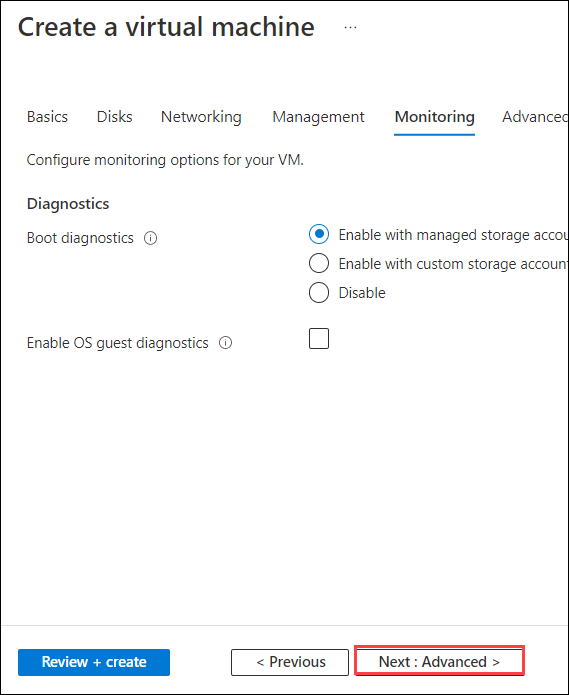 Create a virtual machine ...
Basics Disks Networking Management Monitoring Advanced
Configure monitoring options for your VM.
Diagnostics
Boot diagnostics
Enable with managed storage accou
Enable with custom storage account
Disable
Enable OS guest diagnostics
Review + create < Previous Next : Advanced >